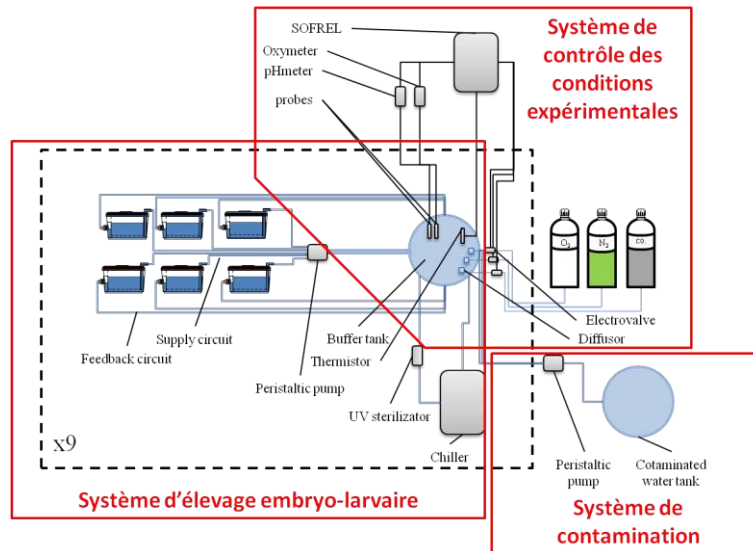 SOFREL
Oxymeter
pHmeter
probes
Système de
contrôle des
conditions
expérimentales
O2
N2
CO2
Supply circuit
Feedback circuit
Peristaltic pump
Buffer tank
Thermistor
UV sterilizator
Chiller
Electrovalve
Diffusor
x9
Peristaltic
pump
Cotaminated
water tank
Système d'élevage embryo-larvaire
Système de
contamination